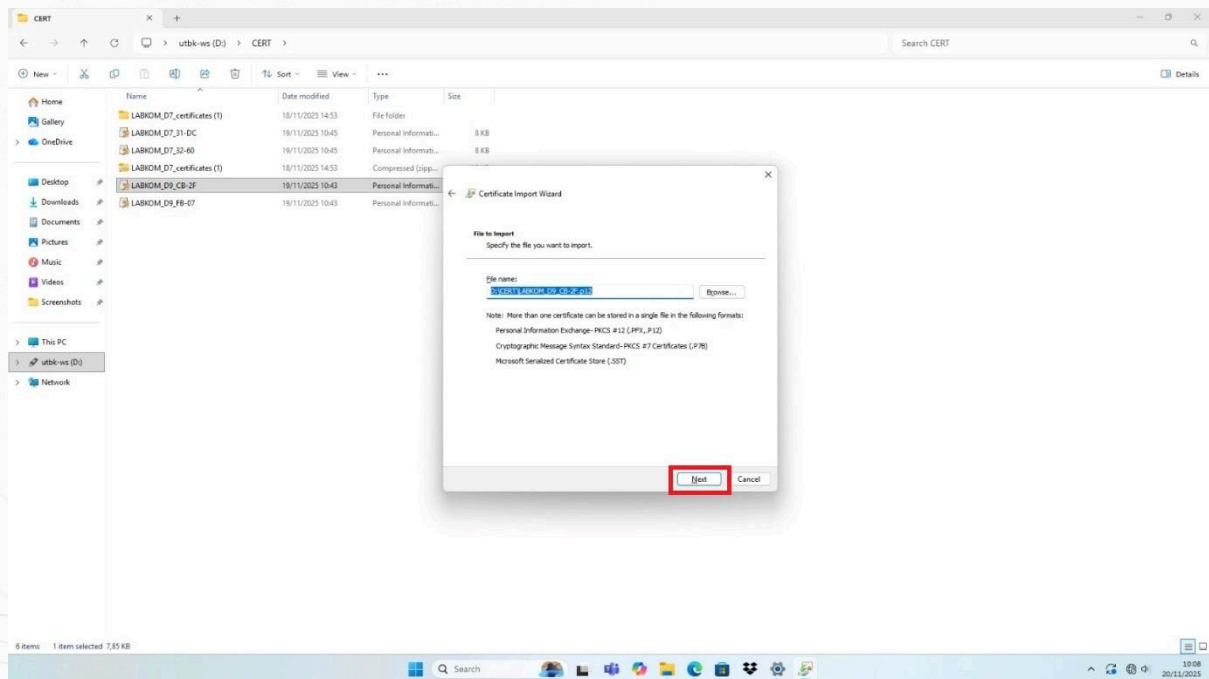 CERT
utbk-ws (D:) > CERT >
Search CERT
New
Sort
View
Details
Name Date modified Type Size
Home
Gallery
OneDrive
Desktop
Downloads
Documents
Pictures
Music
Videos
Screenshots
This PC
utbk-ws (D:)
Network
LABKOM_D7_certificates (1) 18/11/2025 14:53 File folder
LABKOM_D7_31-DC 19/11/2025 10:45 Personal Informati... 8 KB
LABKOM_D7_32-60 19/11/2025 10:45 Personal Informati... 8 KB
LABKOM_D7_certificates (1) 18/11/2025 14:53 Compressed (zipp...
LABKOM_D9_CB-2F 19/11/2025 10:43 Personal Informati...
LABKOM_D9_FB-07 19/11/2025 10:43 Personal Informati...
Certificate Import Wizard
File to Import
Specify the file you want to import.
File name:
D:\CERT\LABKOM_D9_CB-2F.p12
Browse...
Note: More than one certificate can be stored in a single file in the following formats:
Personal Information Exchange- PKCS #12 (.PFX,.P12)
Cryptographic Message Syntax Standard- PKCS #7 Certificates (.P7B)
Microsoft Serialized Certificate Store (.SST)
Next
Cancel
6 items 1 item selected 7,85 KB
Search
10:08
20/11/2025